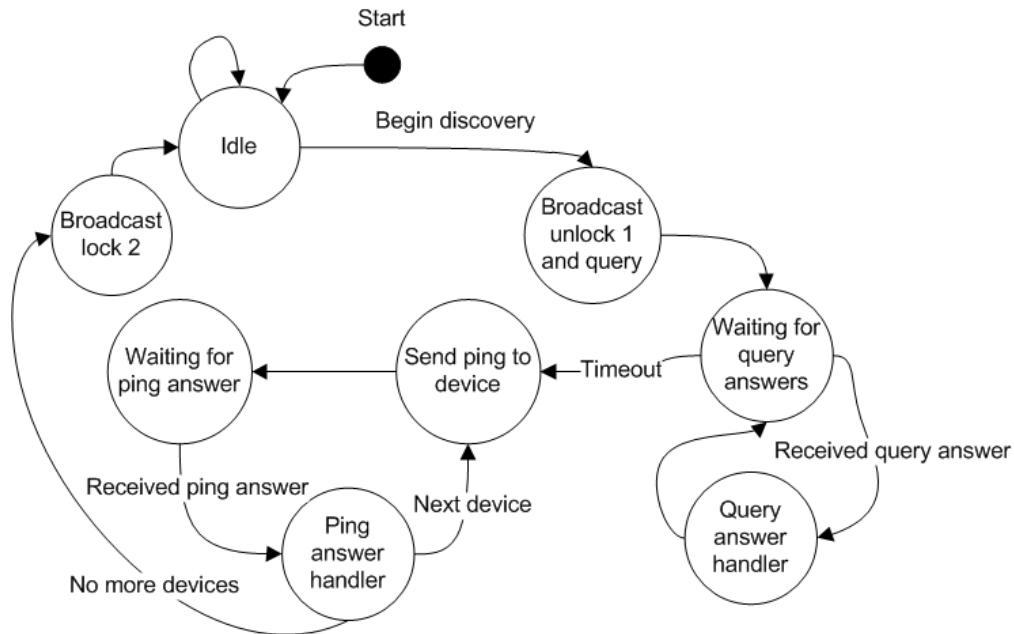 Start
Idle
Begin discovery
Broadcast
lock 2
Broadcast
unlock 1
and query
Waiting for
ping answer
Send ping to
device
Timeout
Waiting for
query
answers
Received query answer
Received ping answer
Next device
Ping
answer
handler
Query
answer
handler
No more devices